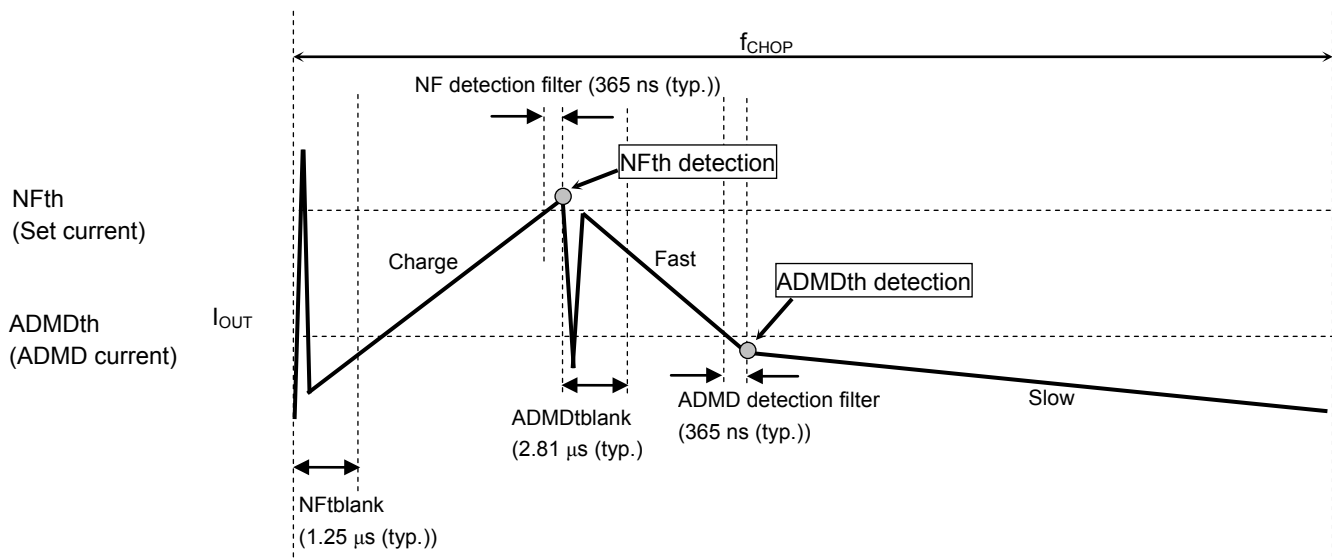 fCHOP
NF detection filter (365 ns (typ.))
NFth detection
NFth
(Set current)
Charge
Fast
ADMDth detection
IOUT
ADMDth
(ADMD current)
ADMDtblank
(2.81 μs (typ.)
ADMD detection filter
(365 ns (typ.))
Slow
NFtblank
(1.25 μs (typ.))